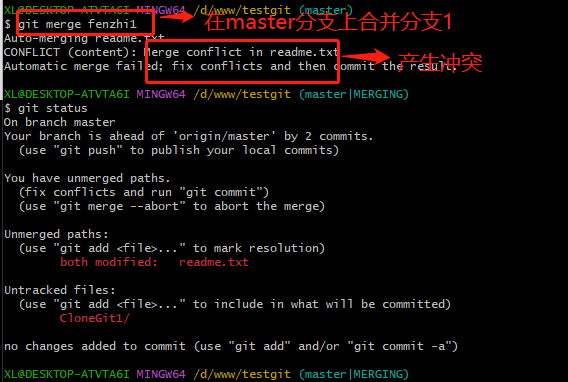 XL@DESKTOP-ATVTA6I MINGW64 /d/www/testgit (master)
$ git merge fenzhi1 在master分支上合并分支1
Auto-merging readme.txt
CONFLICT (content): Merge conflict in readme.txt
Automatic merge failed; fix conflicts and then commit the result. 产生冲突
XL@DESKTOP-ATVTA6I MINGW64 /d/www/testgit (master|MERGING)
$ git status
On branch master
Your branch is ahead of 'origin/master' by 2 commits.
(use "git push" to publish your local commits)
You have unmerged paths.
(fix conflicts and run "git commit")
(use "git merge --abort" to abort the merge)
Unmerged paths:
(use "git add <file>..." to mark resolution)
both modified: readme.txt
Untracked files:
(use "git add <file>..." to include in what will be committed)
CloneGit1/
no changes added to commit (use "git add" and/or "git commit -a")
XL@DESKTOP-ATVTA6I MINGW64 /d/www/testgit (master|MERGING)